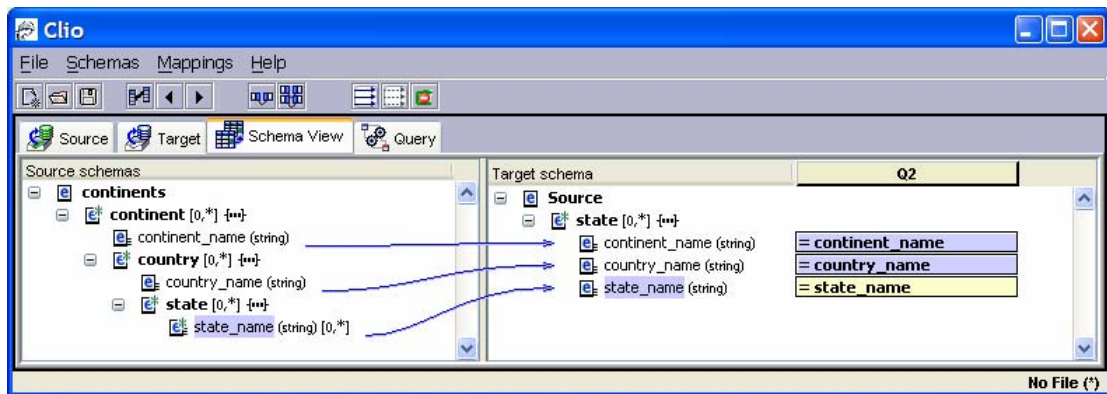 Clio
File Schemas Mappings Help
Source Target Schema View Query
Source schemas
continents
continent [0,*]
continent_name (string)
country [0,*]
country_name (string)
state [0,*]
state_name (string) [0,*]
Target schema Q2
Source
state [0,*]
continent_name (string) = continent_name
country_name (string) = country_name
state_name (string) = state_name
No File (*)